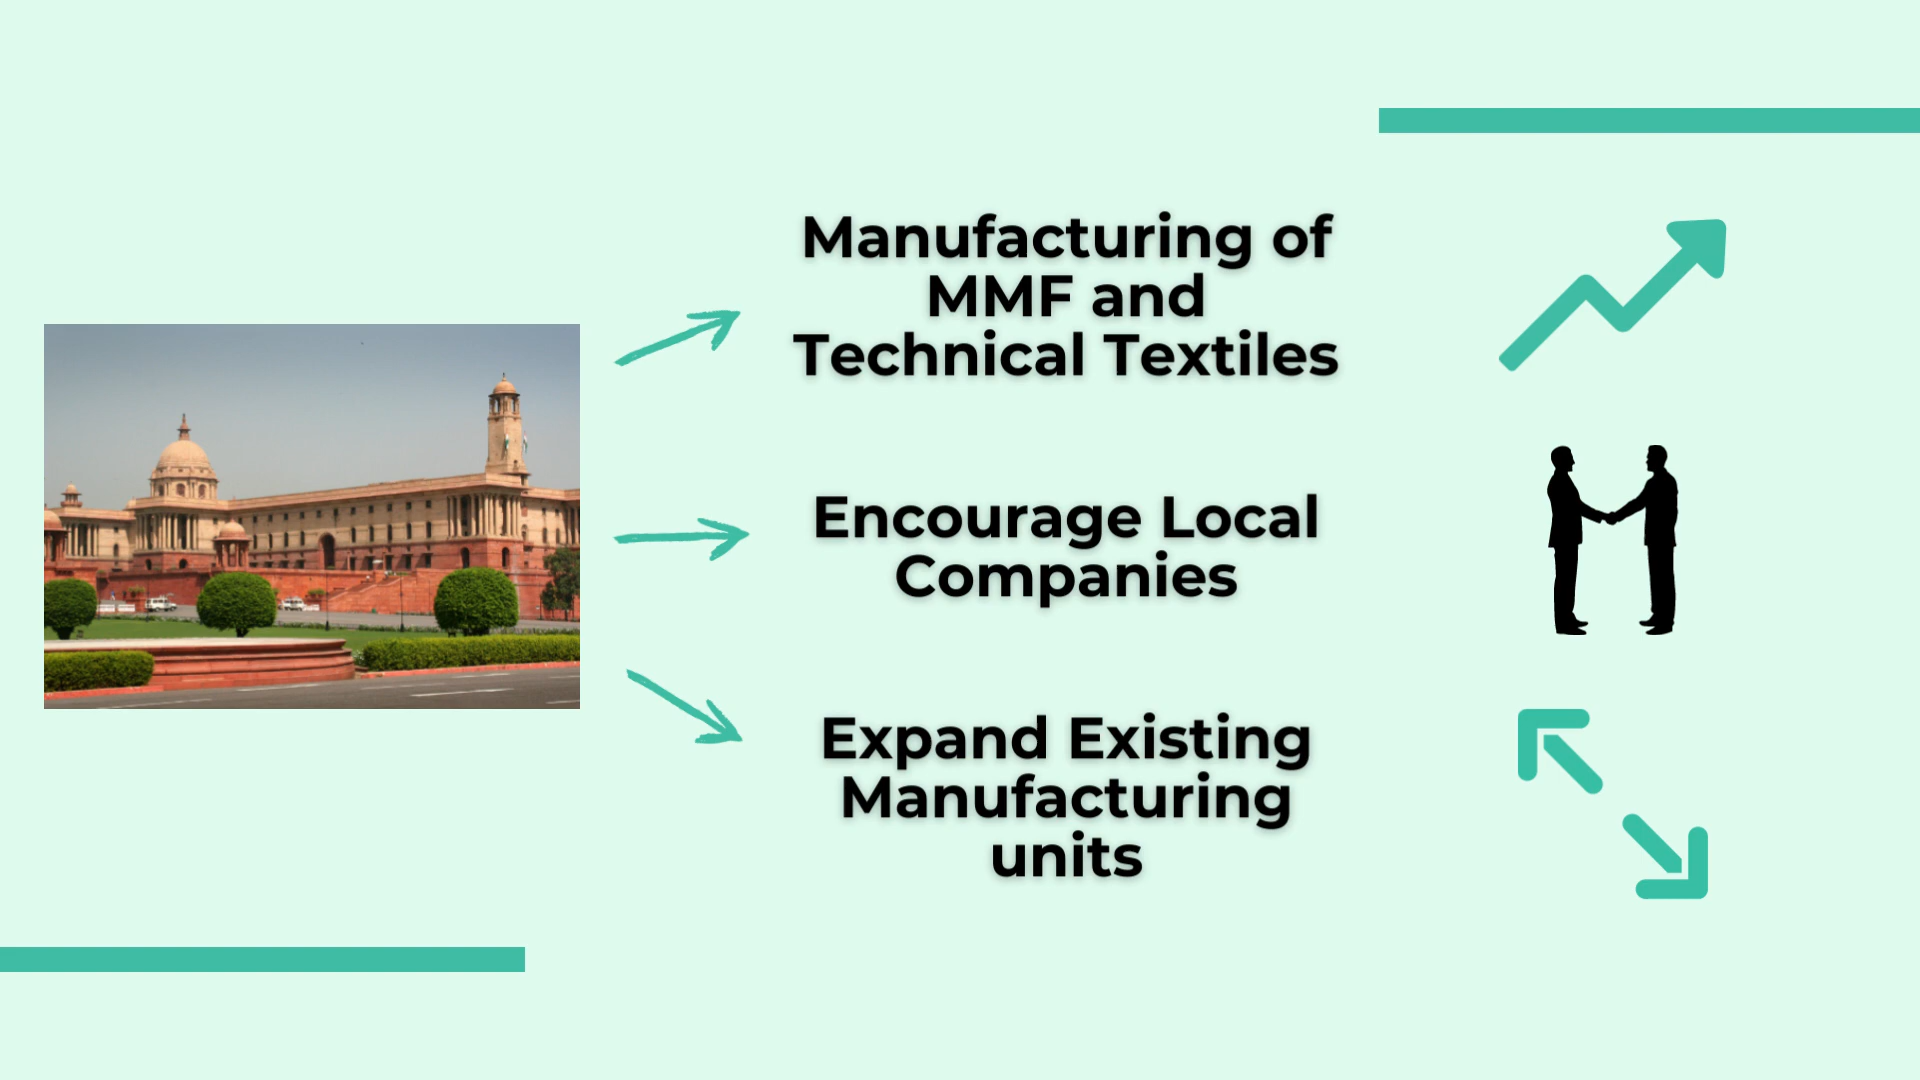 Manufacturing of
MMF and
Technical Textiles
Encourage Local
Companies
Expand Existing
Manufacturing
units